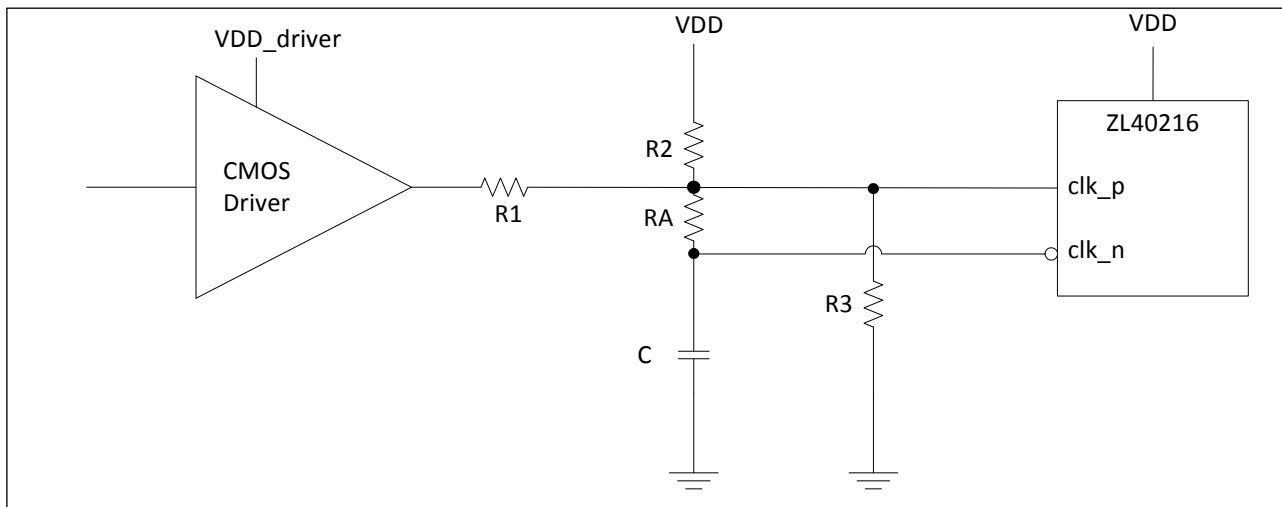 VDD_driver
VDD
VDD
ZL40216
CMOS
Driver
R1
R2
RA
clk_p
clk_n
R3
C